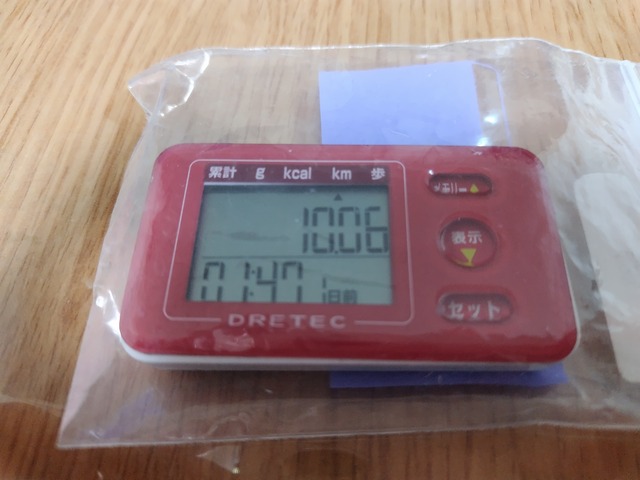 累計 g kcal km 歩
メモリー
10.06
表示
01:47 1日前
セット
DRETEC